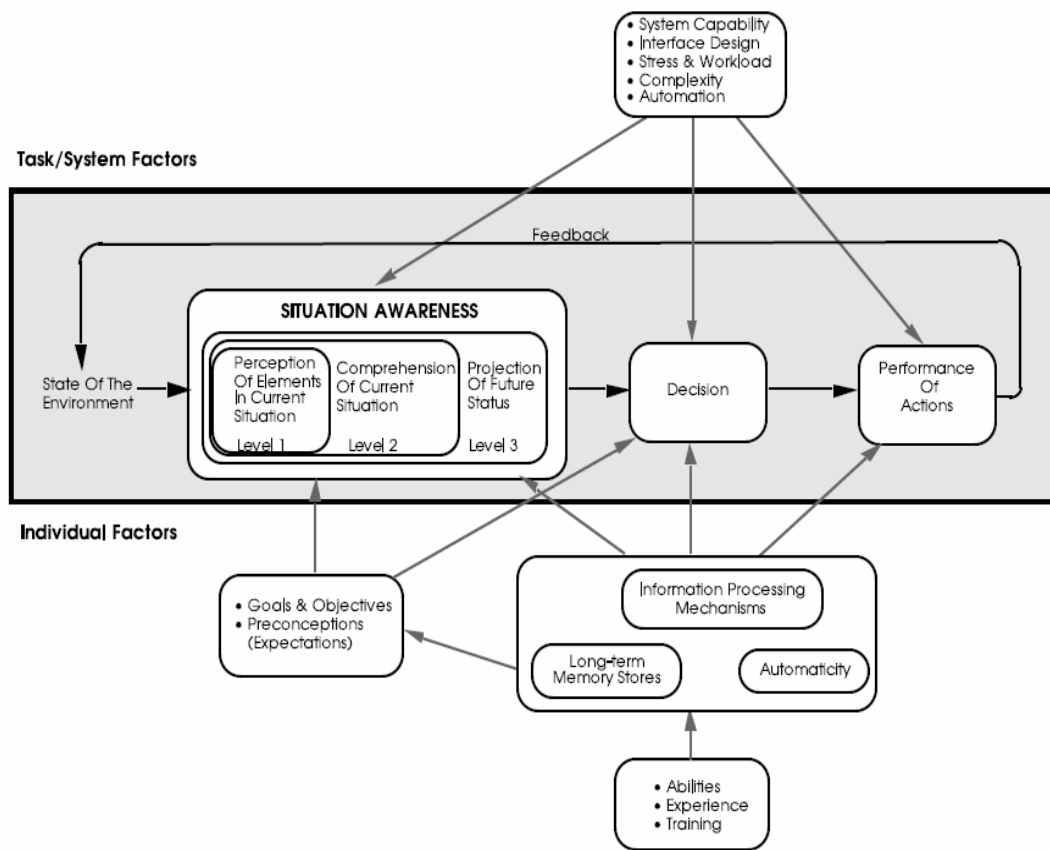 • System Capability
• Interface Design
• Stress & Workload
• Complexity
• Automation
Task/System Factors
Feedback
SITUATION AWARENESS
Perception
Of Elements
In Current
Situation
Level 1
Comprehension
Of Current
Situation
Level 2
Projection
Of Future
Status
Level 3
State Of The
Environment
Decision
Performance
Of
Actions
Individual Factors
• Goals & Objectives
• Preconceptions
(Expectations)
Information Processing
Mechanisms
Long-term
Memory Stores
Automaticity
• Abilities
• Experience
• Training